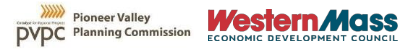 pvpc
Pioneer Valley
Planning Commission
WesternMass
ECONOMIC DEVELOPMENT COUNCIL